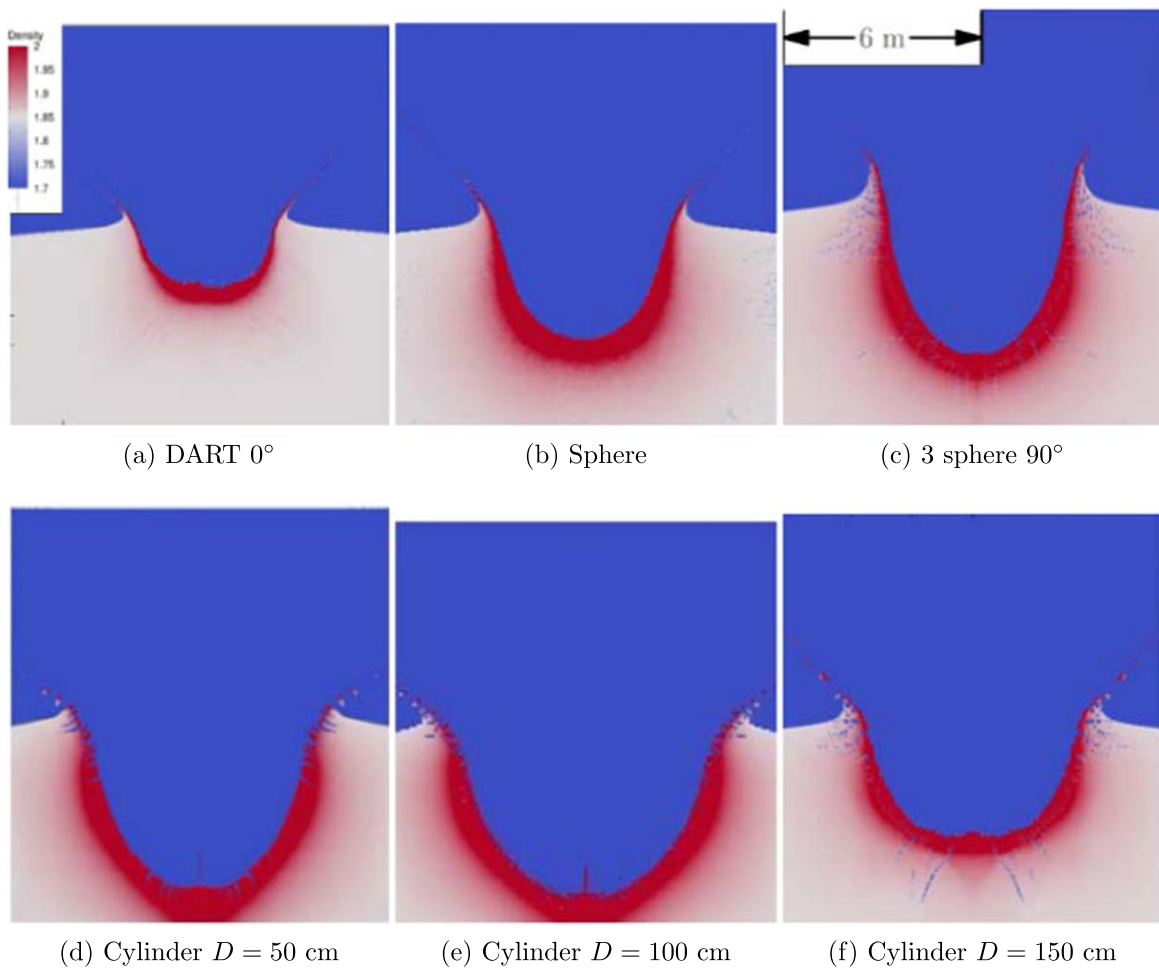 Density
2
1.95
1.9
1.85
1.8
1.75
1.7
6 m
(a) DART 0°
(b) Sphere
(c) 3 sphere 90°
(d) Cylinder D = 50 cm
(e) Cylinder D = 100 cm
(f) Cylinder D = 150 cm